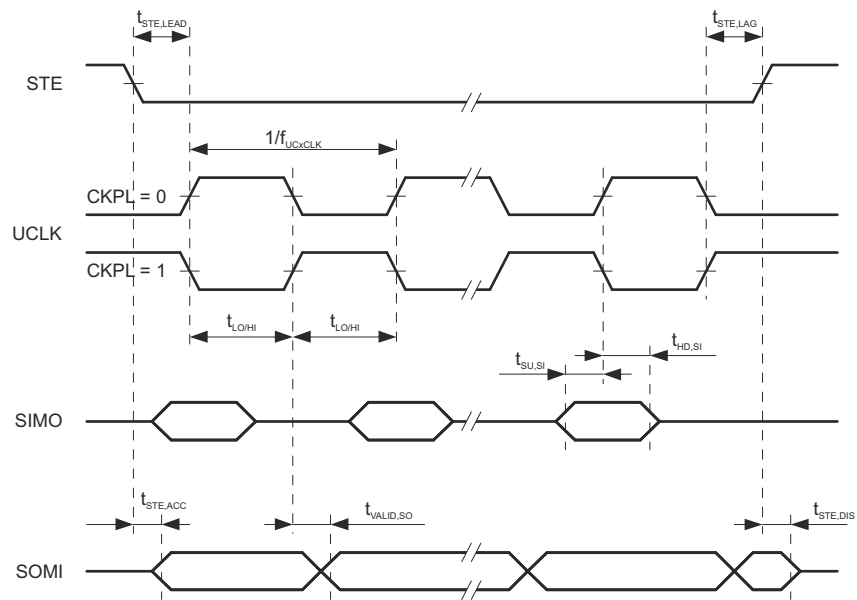 tSTE,LEAD
tSTE,LAG
STE
1/fUCxCLK
CKPL = 0
UCLK
CKPL = 1
tLO/HI
tLO/HI
tSU,SI
tHD,SI
SIMO
tSTE,ACC
tVALID,SO
tSTE,DIS
SOMI